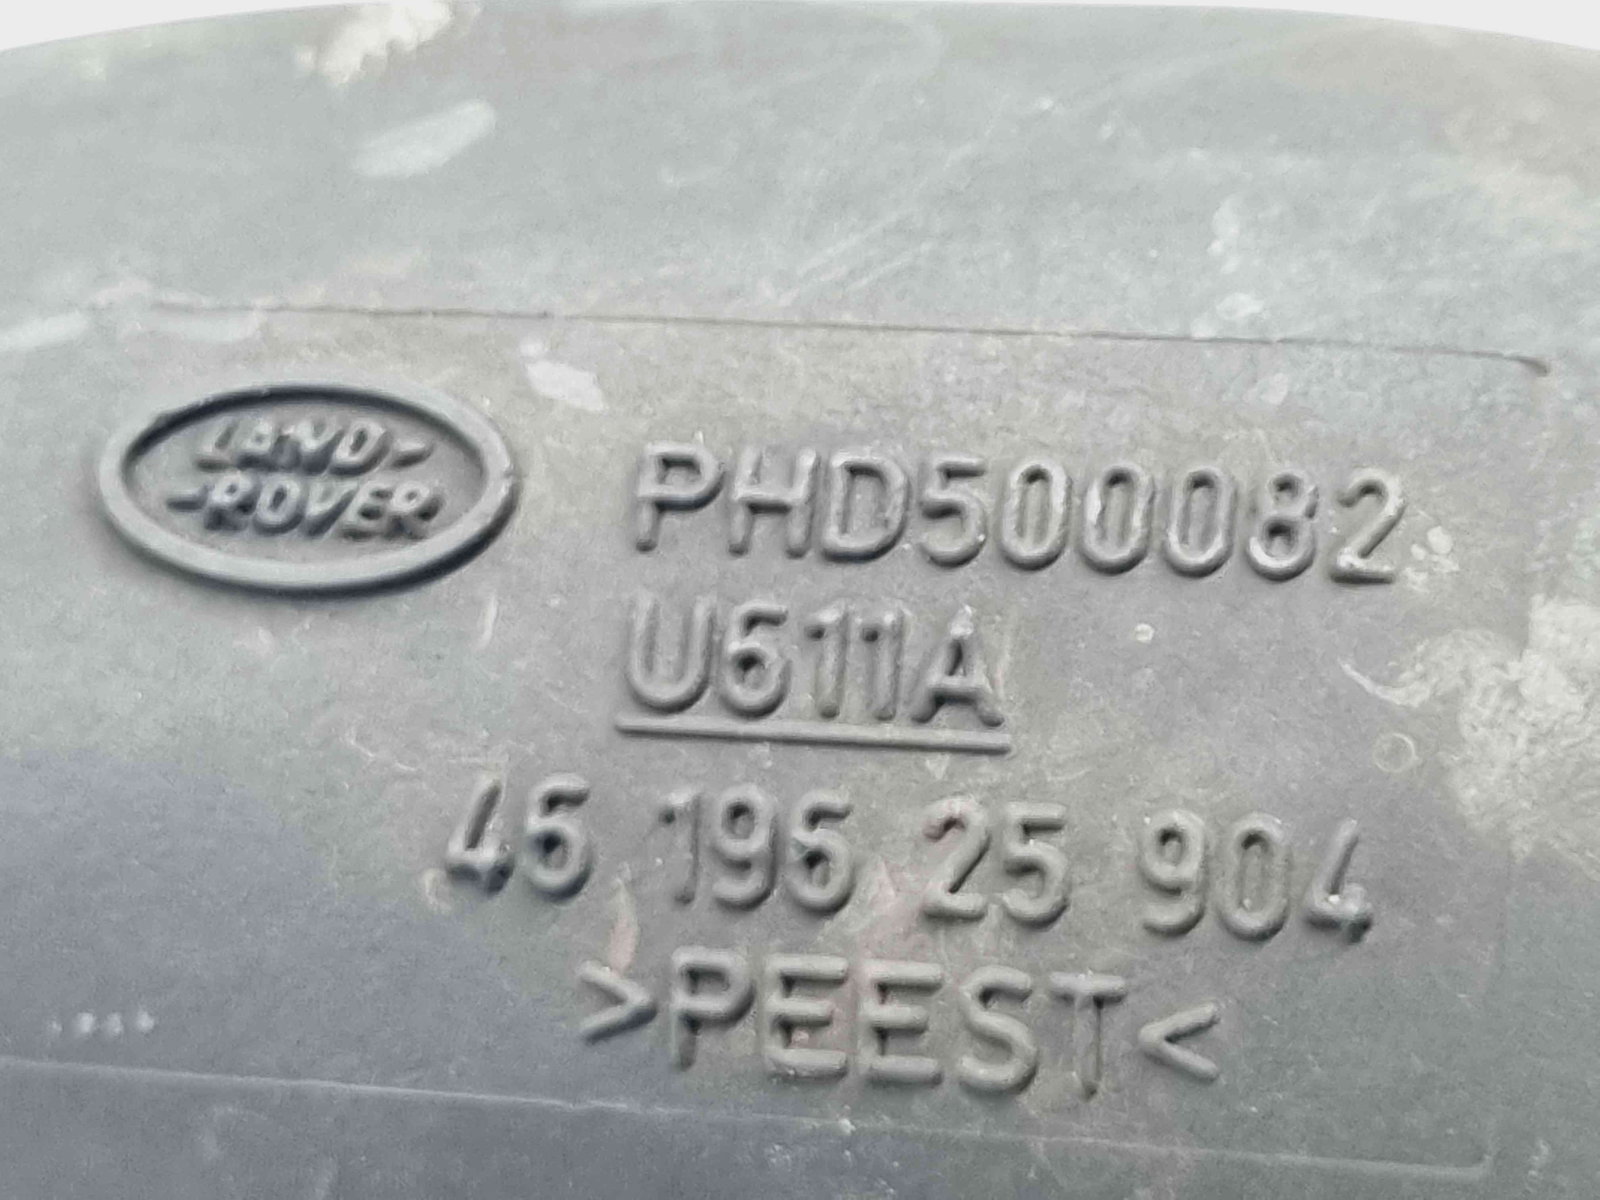 LAND-
-ROVER
PHD500082
U611A
46 196 25 904
>PEEST<